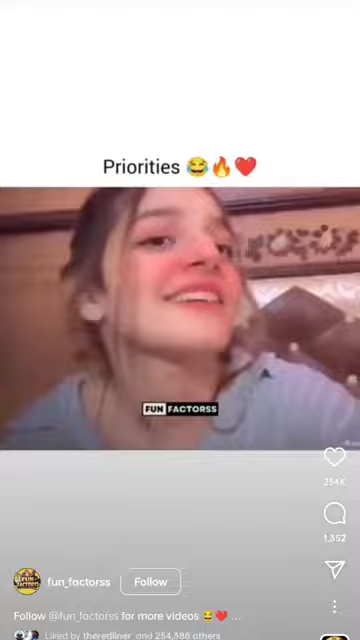 Priorities 😂🔥❤️
FUN FACTORSS
254K
1,352
fun_factorss
Follow
Follow @fun_factorss for more videos 😂❤️ ...
Liked by theredliner_ and 254,388 others